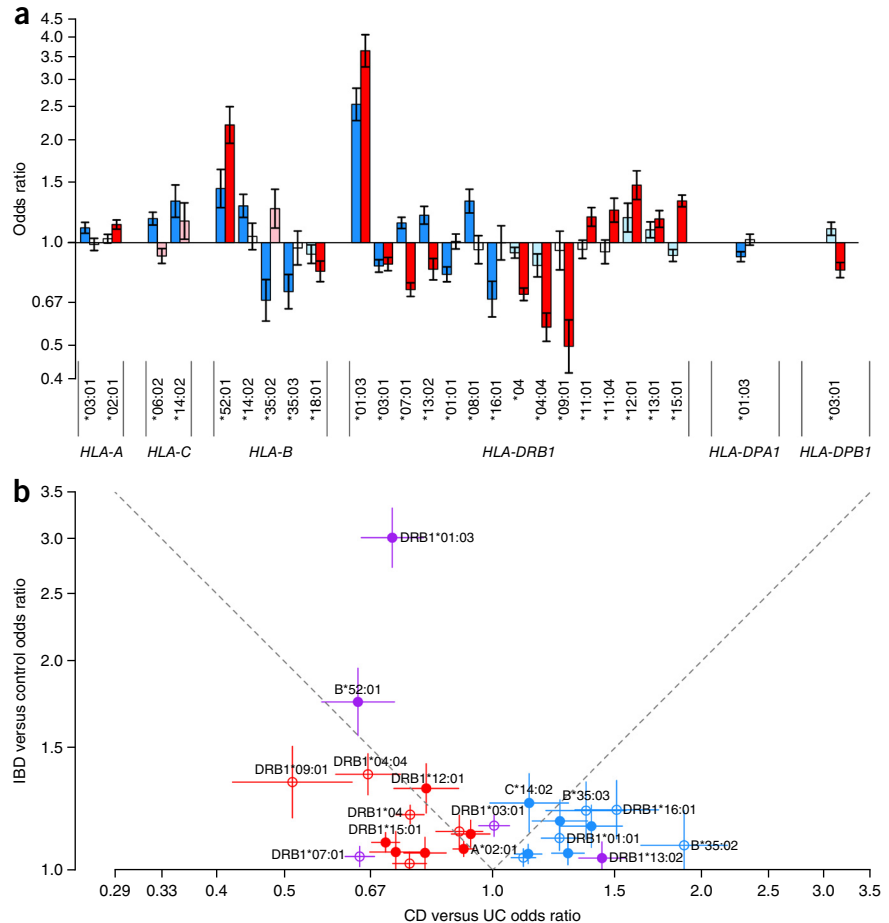 a
Odds ratio
4.5
4.0
3.5
3.0
2.5
2.0
1.5
1.0
0.67
0.5
0.4
*03:01
*02:01
*06:02
*14:02
*52:01
*14:02
*35:02
*35:03
*18:01
*01:03
*03:01
*07:01
*13:02
*01:01
*08:01
*16:01
*04
*04:04
*09:01
*11:01
*11:04
*12:01
*13:01
*15:01
*01:03
*03:01
HLA-A
HLA-C
HLA-B
HLA-DRB1
HLA-DPA1
HLA-DPB1
b
IBD versus control odds ratio
3.5
3.0
2.5
2.0
1.5
1.0
DRB1*01:03
B*52:01
DRB1*09:01
DRB1*04:04
DRB1*12:01
DRB1*04
DRB1*15:01
DRB1*07:01
DRB1*03:01
A*02:01
C*14:02
B*35:03
DRB1*16:01
DRB1*01:01
DRB1*13:02
B*35:02
0.29
0.33
0.4
0.5
0.67
1.0
1.5
2.0
2.5
3.0
3.5
CD versus UC odds ratio